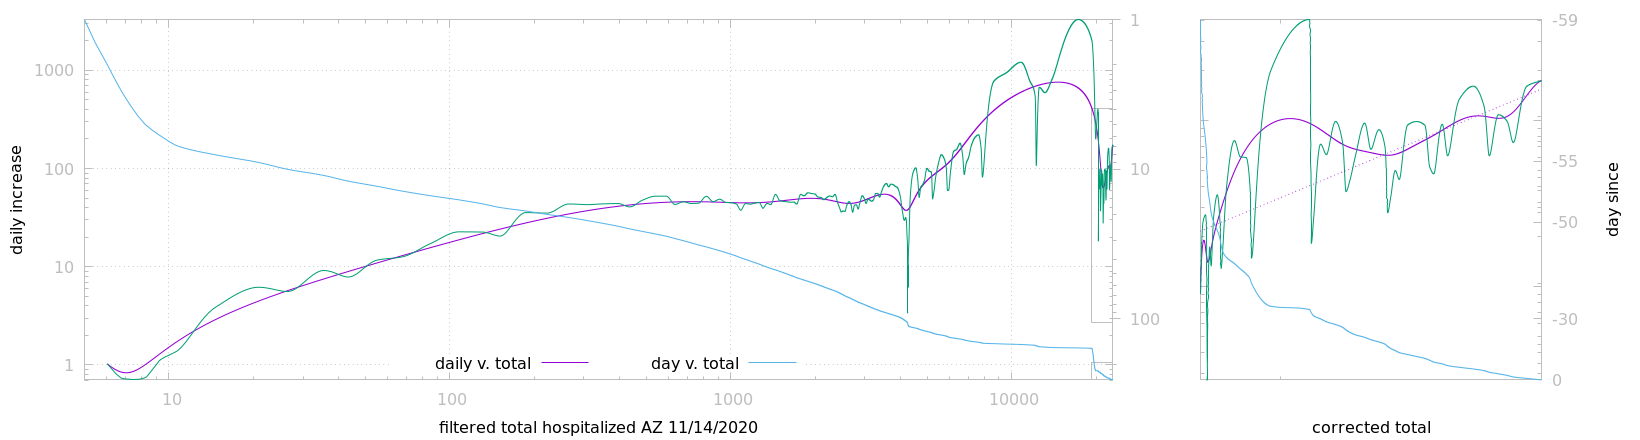 1000
100
10
1
daily increase
1
10
100
daily v. total
day v. total
10
100
1000
10000
filtered total hospitalized AZ 11/14/2020
-59
-55
-50
-30
0
day since
corrected total